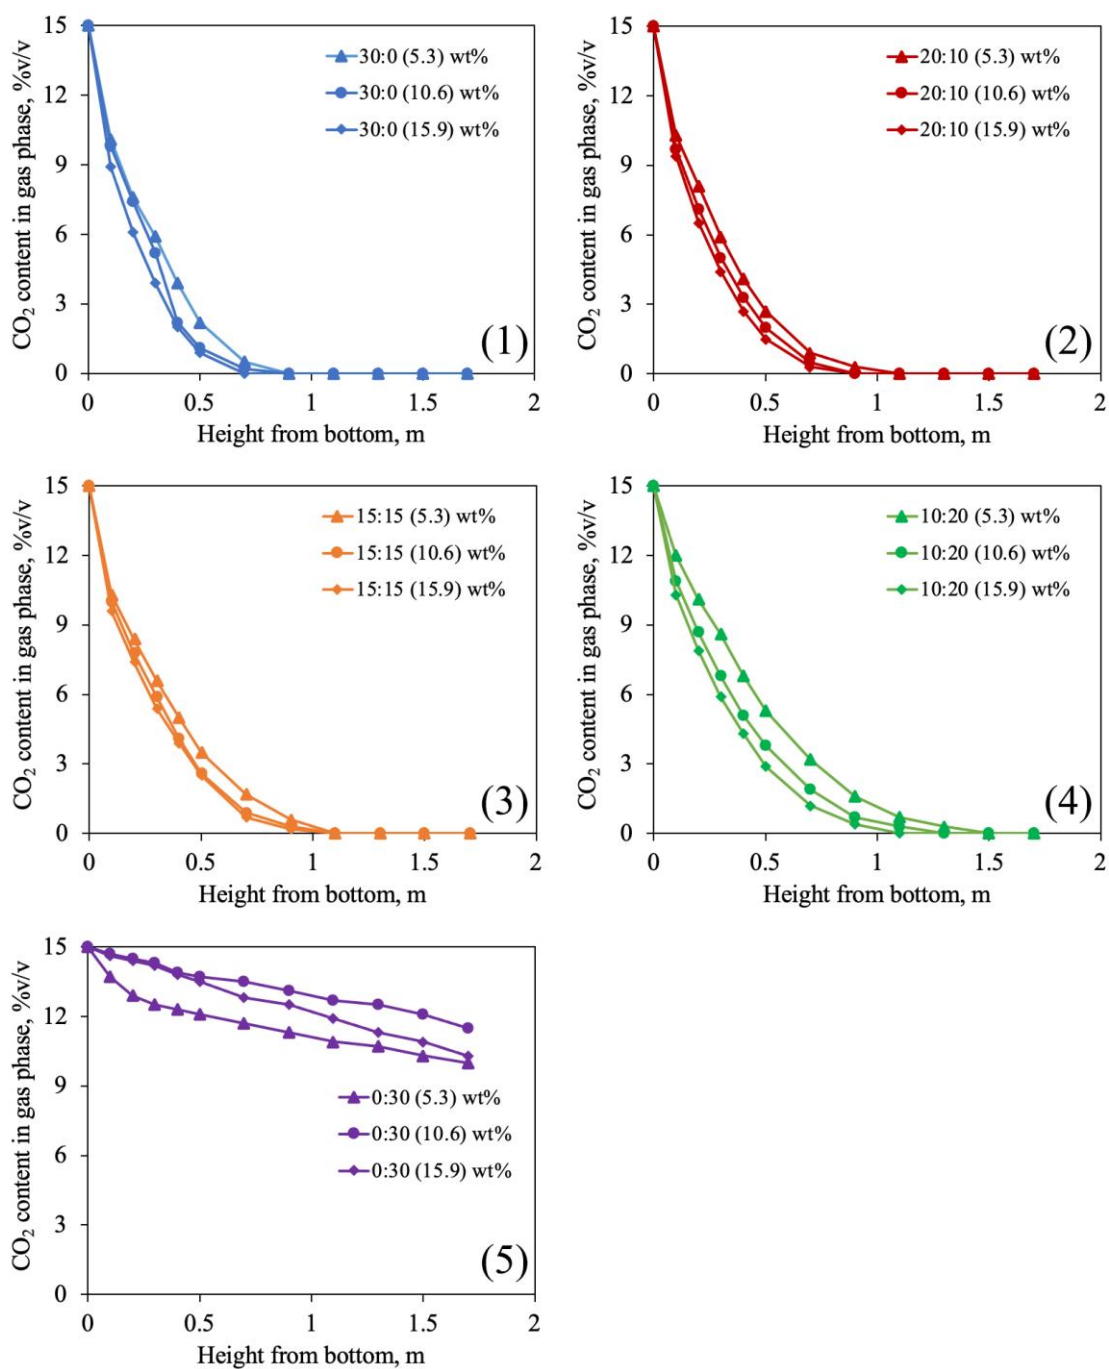 CO₂ content in gas phase, %v/v
15
12
9
6
3
0
30:0 (5.3) wt%
30:0 (10.6) wt%
30:0 (15.9) wt%
(1)
0
0.5
1
1.5
2
Height from bottom, m
CO₂ content in gas phase, %v/v
15
12
9
6
3
0
20:10 (5.3) wt%
20:10 (10.6) wt%
20:10 (15.9) wt%
(2)
0
0.5
1
1.5
2
Height from bottom, m
CO₂ content in gas phase, %v/v
15
12
9
6
3
0
15:15 (5.3) wt%
15:15 (10.6) wt%
15:15 (15.9) wt%
(3)
0
0.5
1
1.5
2
Height from bottom, m
CO₂ content in gas phase, %v/v
15
12
9
6
3
0
10:20 (5.3) wt%
10:20 (10.6) wt%
10:20 (15.9) wt%
(4)
0
0.5
1
1.5
2
Height from bottom, m
CO₂ content in gas phase, %v/v
15
12
9
6
3
0
0:30 (5.3) wt%
0:30 (10.6) wt%
0:30 (15.9) wt%
(5)
0
0.5
1
1.5
2
Height from bottom, m